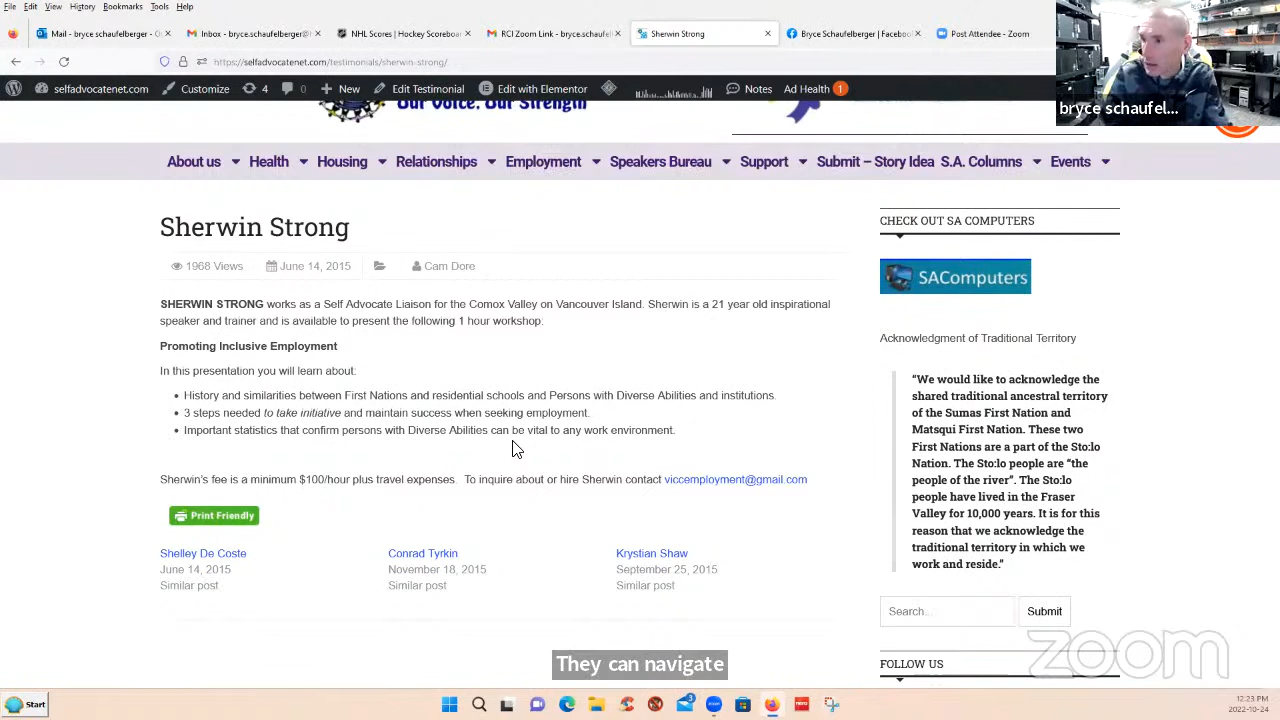 File Edit View History Bookmarks Tools Help
Mail - bryce.schaufelberger - O
Inbox - bryce.schaufelberger@
NHL Scores | Hockey Scoreboar
RCI Zoom Link - bryce.schaufel
Sherwin Strong
Bryce Schaufelberger | Facebook
Post Attendee - Zoom
https://selfadvocatenet.com/testimonials/sherwin-strong/
selfadvocatenet.com Customize 4 0 New Edit Testimonial Edit with Elementor Notes Ad Health 1
bryce schaufel...
Our Voice. Our Strength
About us Health Housing Relationships Employment Speakers Bureau Support Submit – Story Idea S.A. Columns Events
Sherwin Strong
1968 Views June 14, 2015 Cam Dore
SHERWIN STRONG works as a Self Advocate Liaison for the Comox Valley on Vancouver Island. Sherwin is a 21 year old inspirational
speaker and trainer and is available to present the following 1 hour workshop:
Promoting Inclusive Employment
In this presentation you will learn about:
History and similarities between First Nations and residential schools and Persons with Diverse Abilities and institutions.
3 steps needed to take initiative and maintain success when seeking employment.
Important statistics that confirm persons with Diverse Abilities can be vital to any work environment.
Sherwin's fee is a minimum $100/hour plus travel expenses. To inquire about or hire Sherwin contact viccemployment@gmail.com
Print Friendly
Shelley De Coste
June 14, 2015
Similar post
Conrad Tyrkin
November 18, 2015
Similar post
Krystian Shaw
September 25, 2015
Similar post
CHECK OUT SA COMPUTERS
SAComputers
Acknowledgment of Traditional Territory
“We would like to acknowledge the
shared traditional ancestral territory
of the Sumas First Nation and
Matsqui First Nation. These two
First Nations are a part of the Sto:lo
Nation. The Sto:lo people are “the
people of the river”. The Sto:lo
people have lived in the Fraser
Valley for 10,000 years. It is for this
reason that we acknowledge the
traditional territory in which we
work and reside.”
Search... Submit
FOLLOW US
zoom
They can navigate
Start
3
12:23 PM
2022-10-24